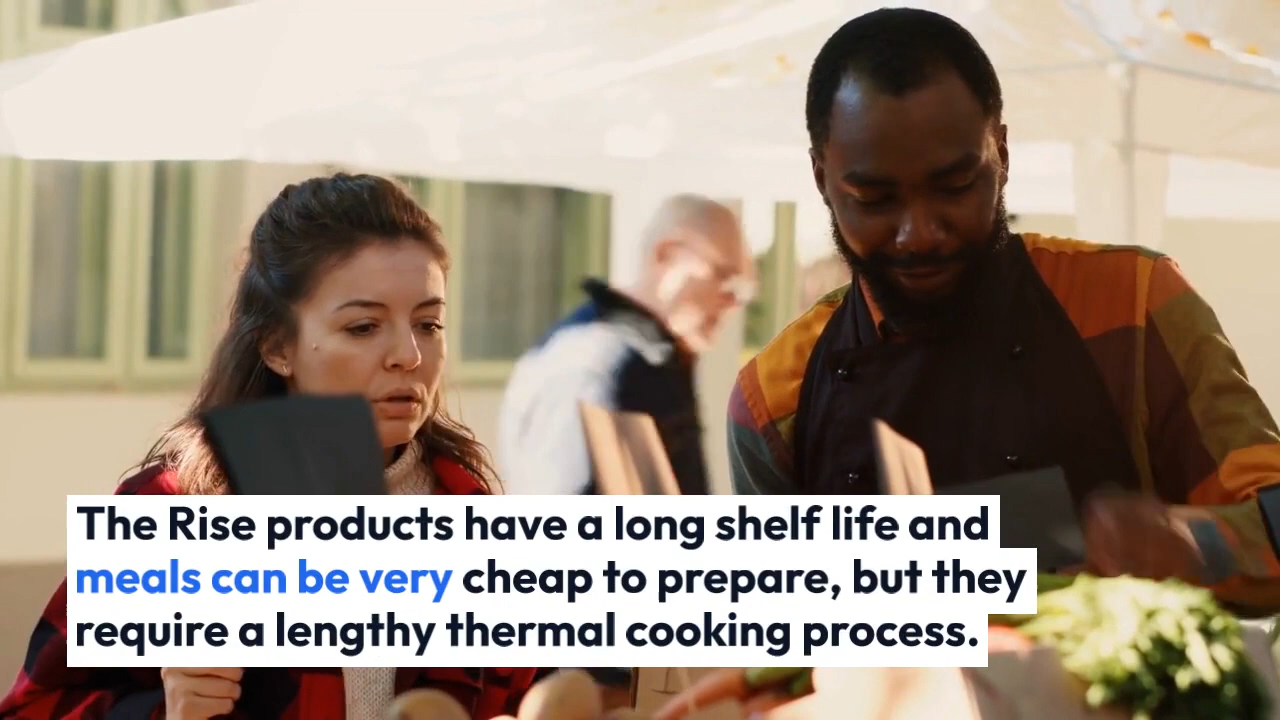 The Rise products have a long shelf life and
meals can be very cheap to prepare, but they
require a lengthy thermal cooking process.